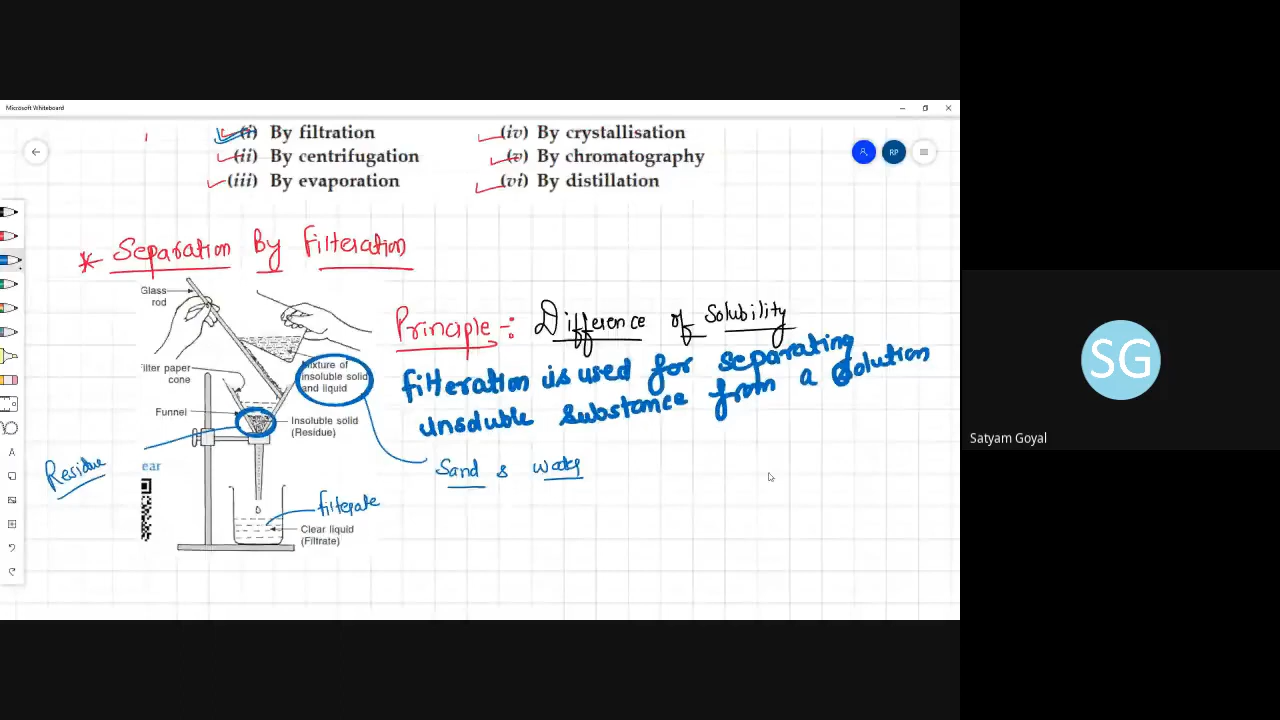 Microsoft Whiteboard
(i) By filtration
(iv) By crystallisation
(ii) By centrifugation
(v) By chromatography
(iii) By evaporation
(vi) By distillation
RP
* Separation By Filteration
Glass
rod
Mixture of
insoluble solid
and liquid
Filter paper
cone
Funnel
Insoluble solid
(Residue)
Residue
ear
filterate
Clear liquid
(Filtrate)
Principle -: Difference of Solubility
filteration is used for separating
unsoluble substance from a Solution
Sand & Water
A
SG
Satyam Goyal